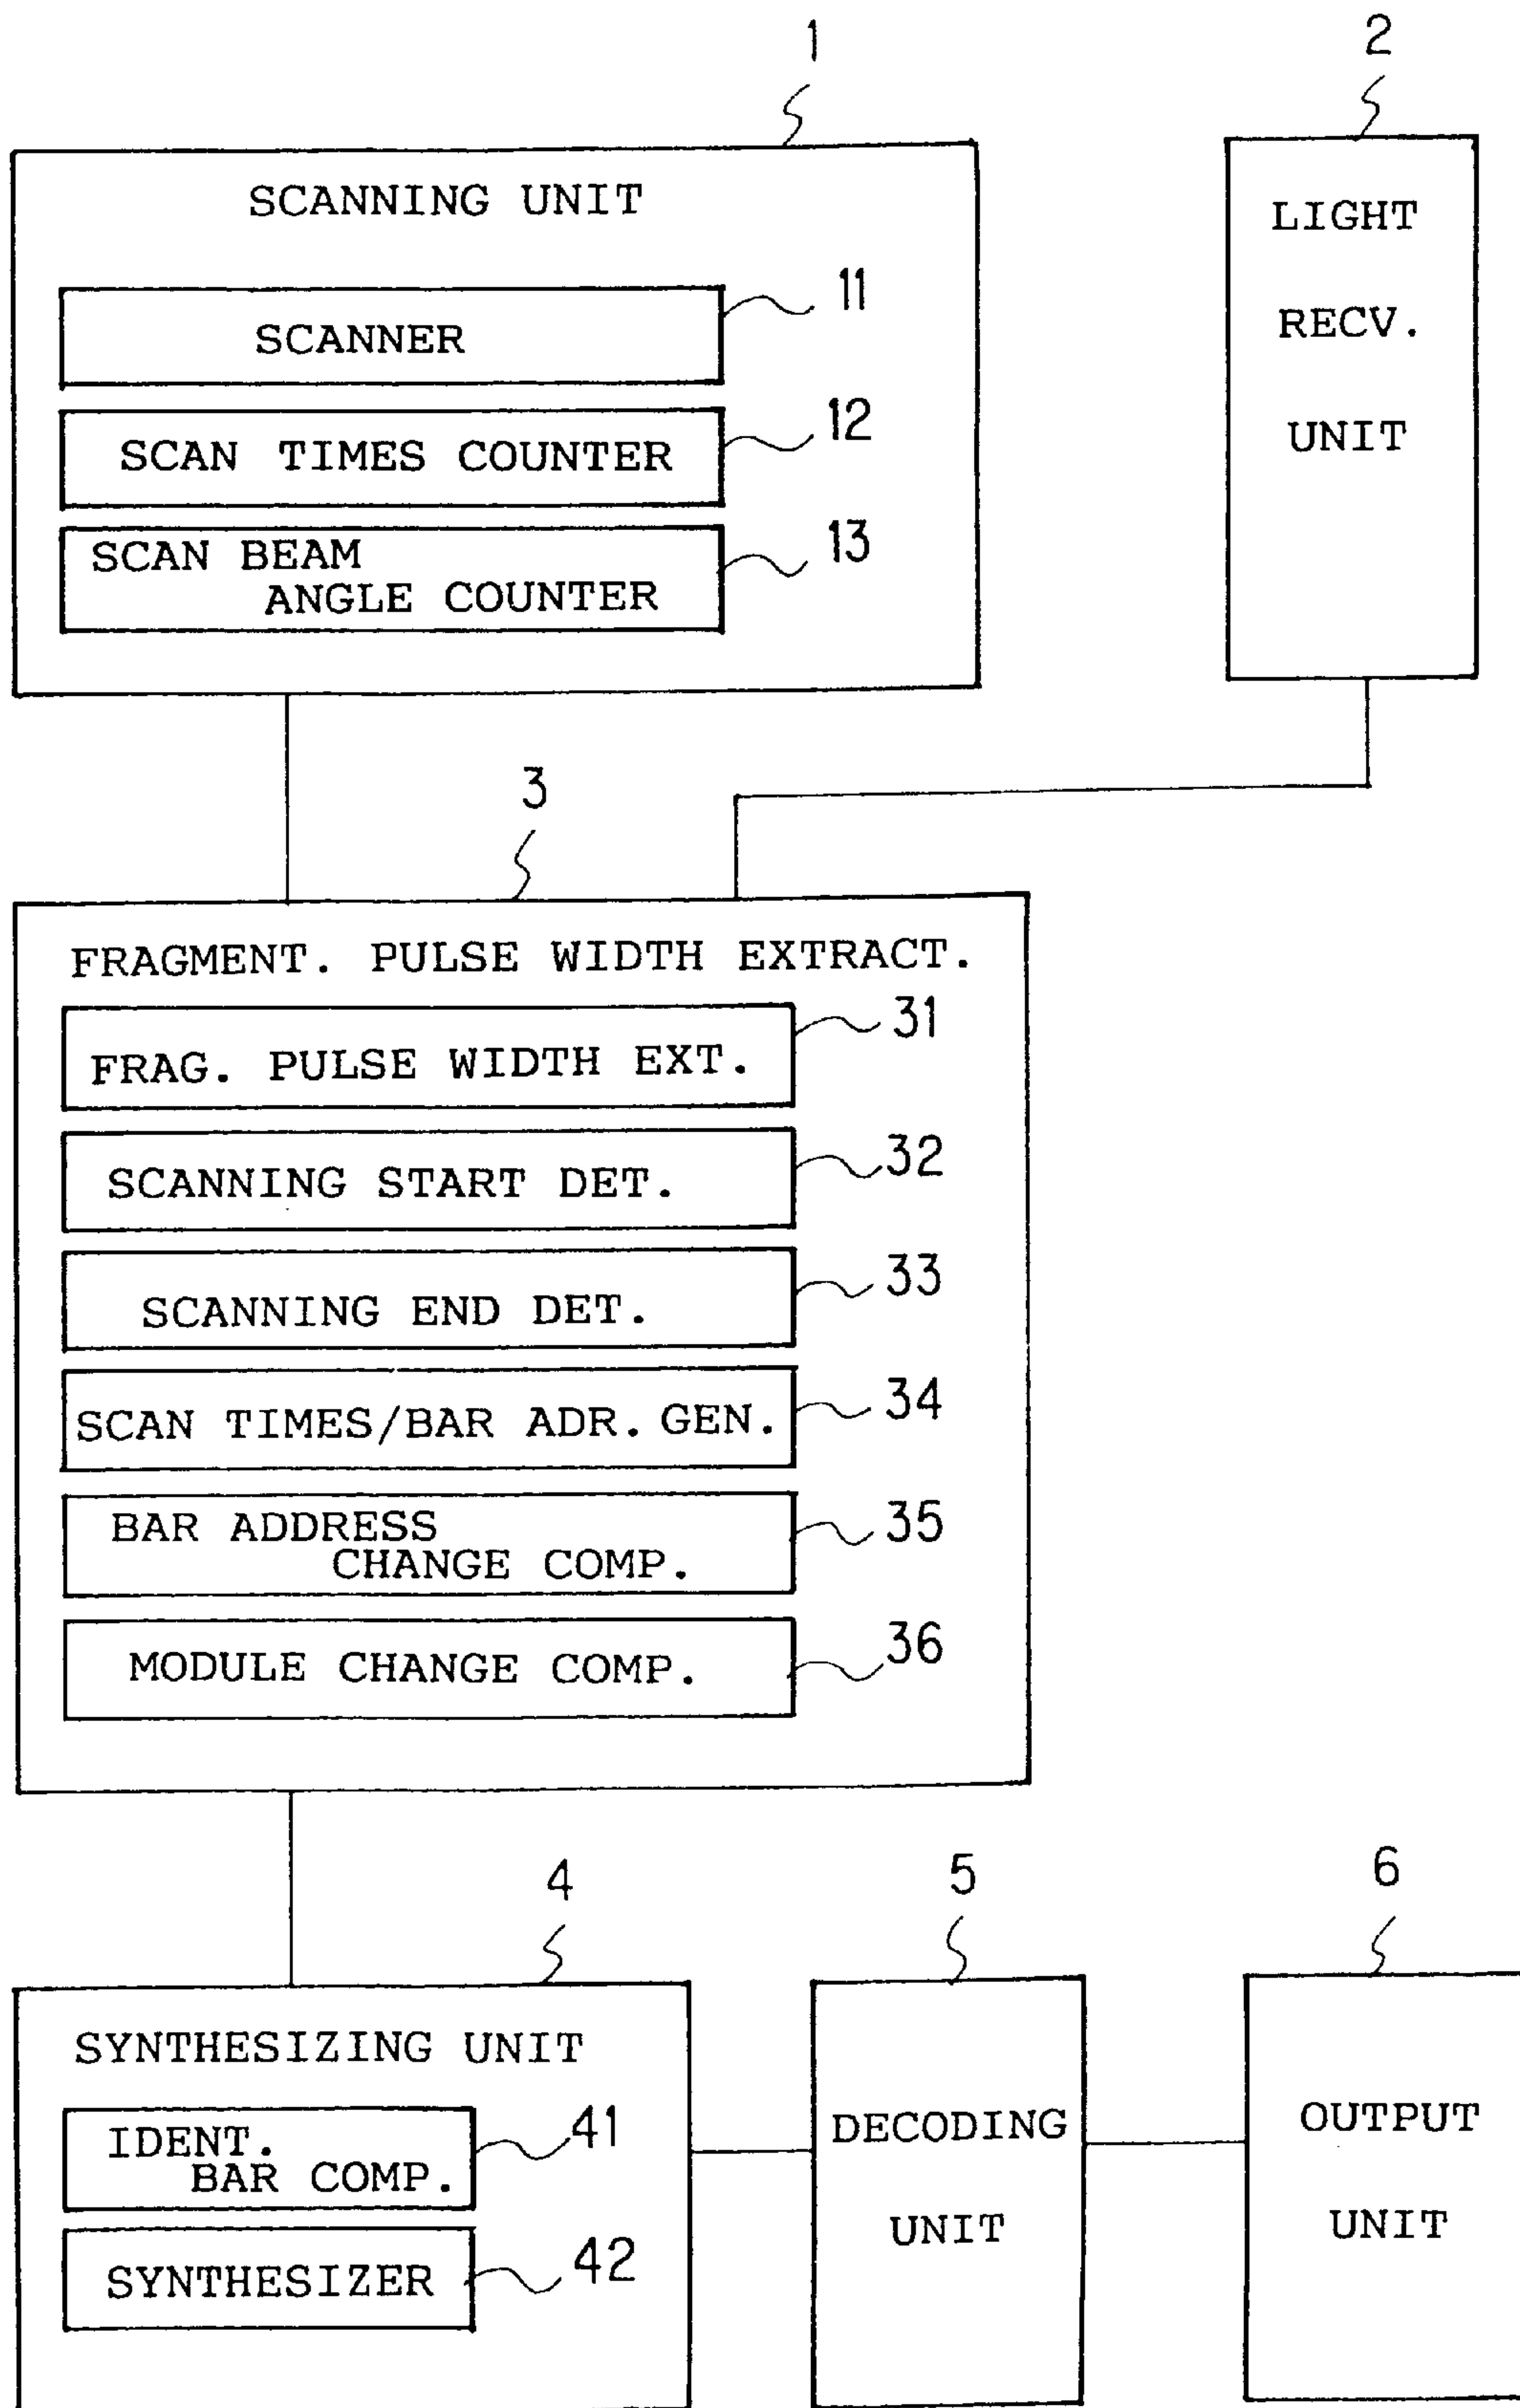 1
2
SCANNING UNIT
LIGHT
RECV.
UNIT
SCANNER
11
SCAN TIMES COUNTER
12
SCAN BEAM
ANGLE COUNTER
13
3
FRAGMENT. PULSE WIDTH EXTRACT.
FRAG. PULSE WIDTH EXT.
31
SCANNING START DET.
32
SCANNING END DET.
33
SCAN TIMES/BAR ADR. GEN.
34
BAR ADDRESS
CHANGE COMP.
35
MODULE CHANGE COMP.
36
4
5
6
SYNTHESIZING UNIT
IDENT.
BAR COMP.
41
SYNTHESIZER
42
DECODING
UNIT
OUTPUT
UNIT